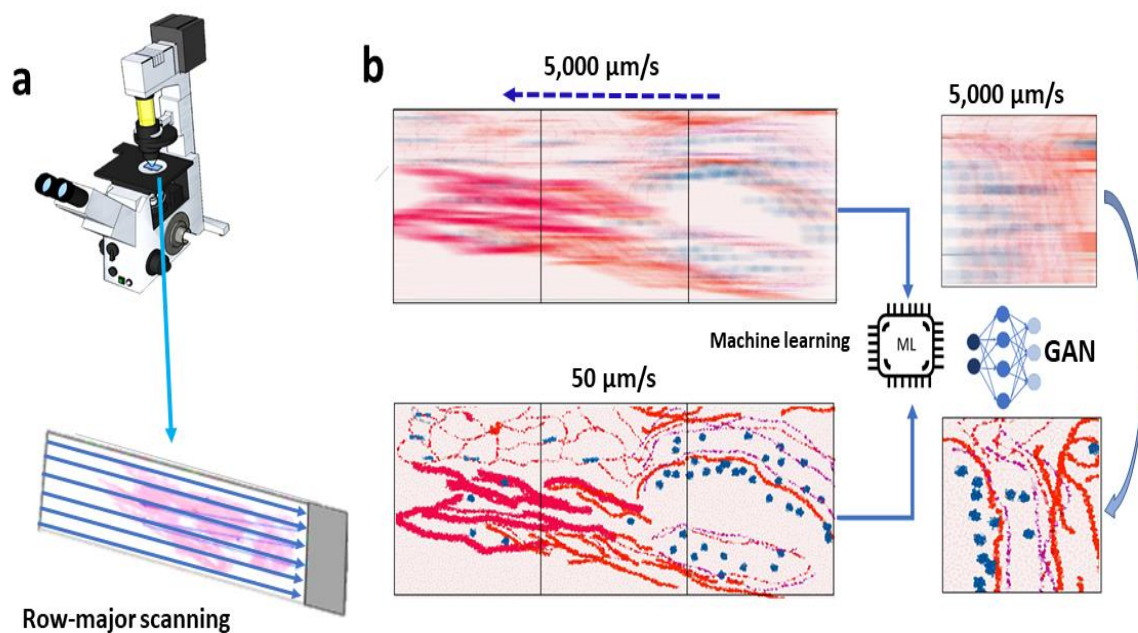 a
Row-major scanning
b
5,000 µm/s
5,000 µm/s
Machine learning
ML
GAN
50 µm/s